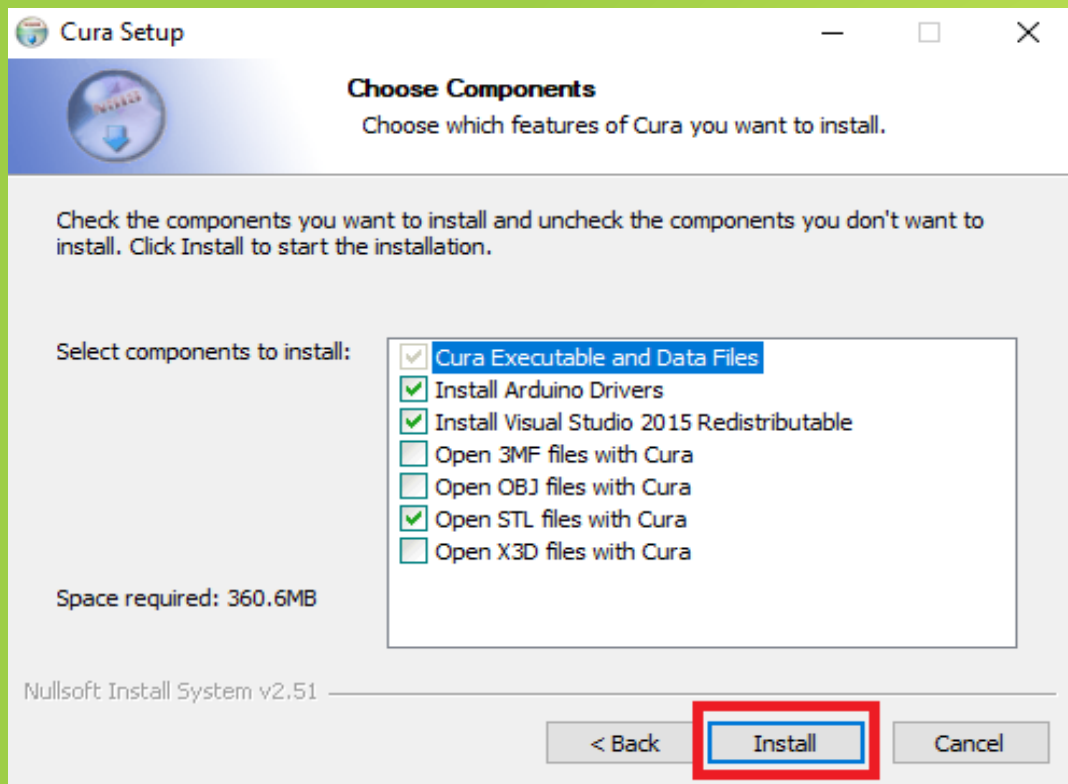 Cura Setup
Choose Components
Choose which features of Cura you want to install.
Check the components you want to install and uncheck the components you don't want to
install. Click Install to start the installation.
Select components to install:
Cura Executable and Data Files
Install Arduino Drivers
Install Visual Studio 2015 Redistributable
Open 3MF files with Cura
Open OBJ files with Cura
Open STL files with Cura
Open X3D files with Cura
Space required: 360.6MB
Nullsoft Install System v2.51
< Back
Install
Cancel